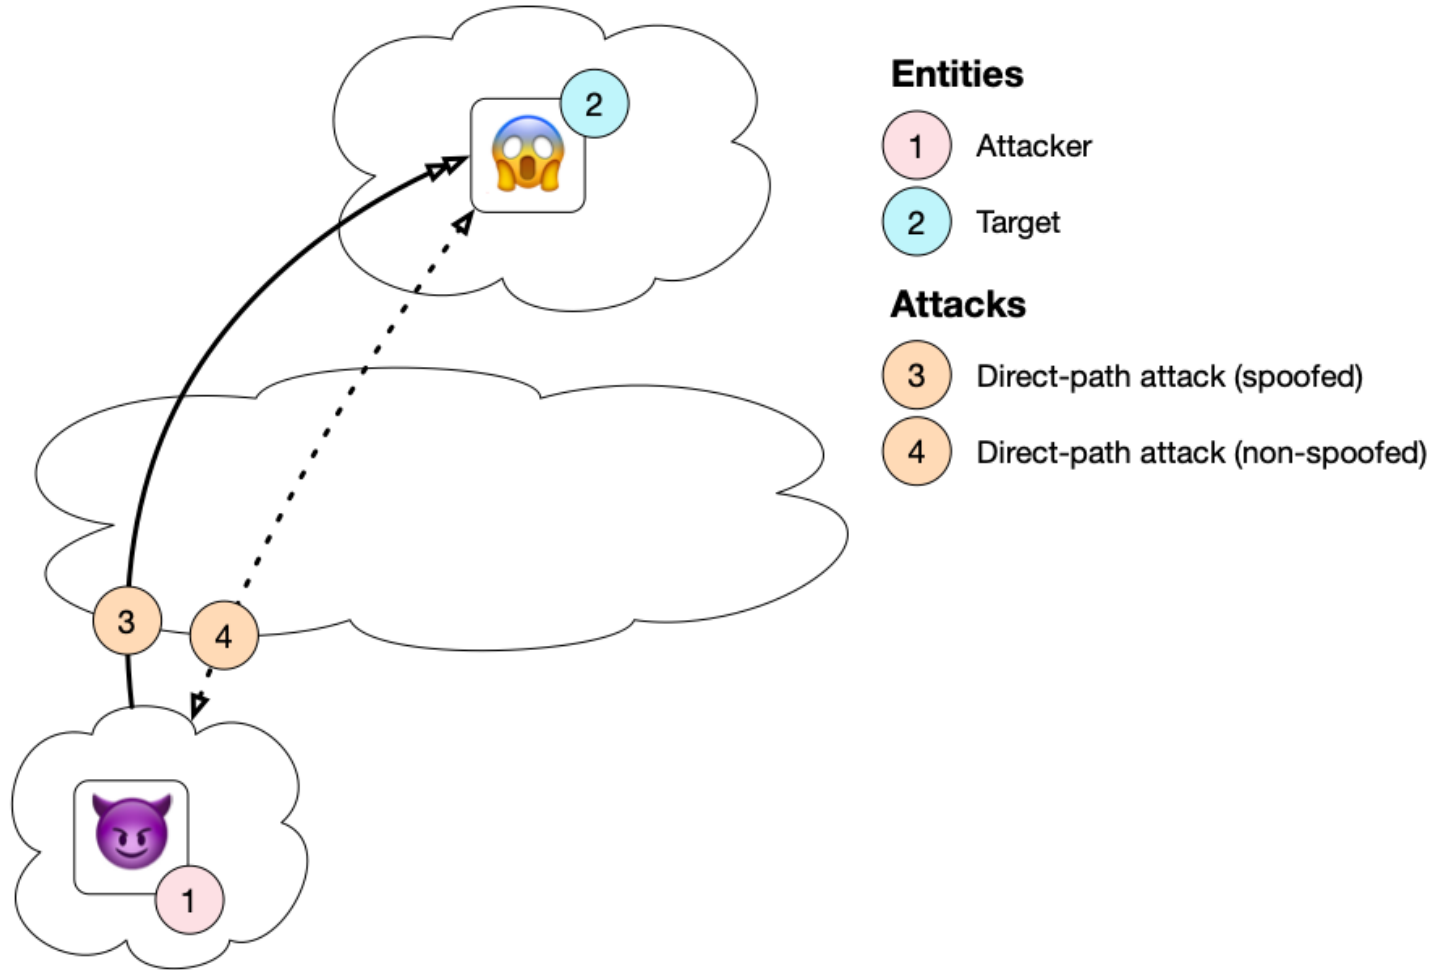 2
3
4
1
Entities
1 Attacker
2 Target
Attacks
3 Direct-path attack (spoofed)
4 Direct-path attack (non-spoofed)